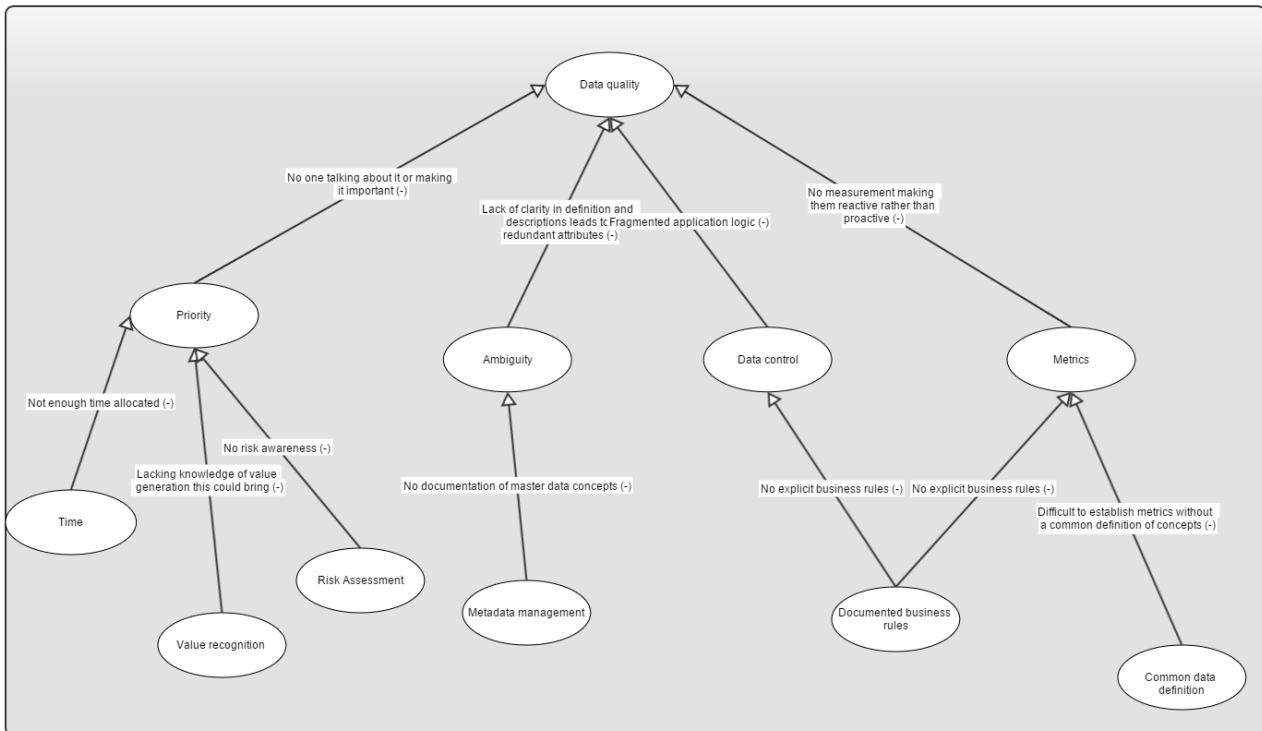 Data quality
No one talking about it or making
it important (-)
Lack of clarity in definition and
descriptions leads to
redundant attributes (-)
Fragmented application logic (-)
No measurement making
them reactive rather than
proactive (-)
Priority
Ambiguity
Data control
Metrics
Not enough time allocated (-)
No risk awareness (-)
Lacking knowledge of value
generation this could bring (-)
No documentation of master data concepts (-)
No explicit business rules (-)
No explicit business rules (-)
Difficult to establish metrics without
a common definition of concepts (-)
Time
Risk Assessment
Value recognition
Metadata management
Documented business
rules
Common data
definition